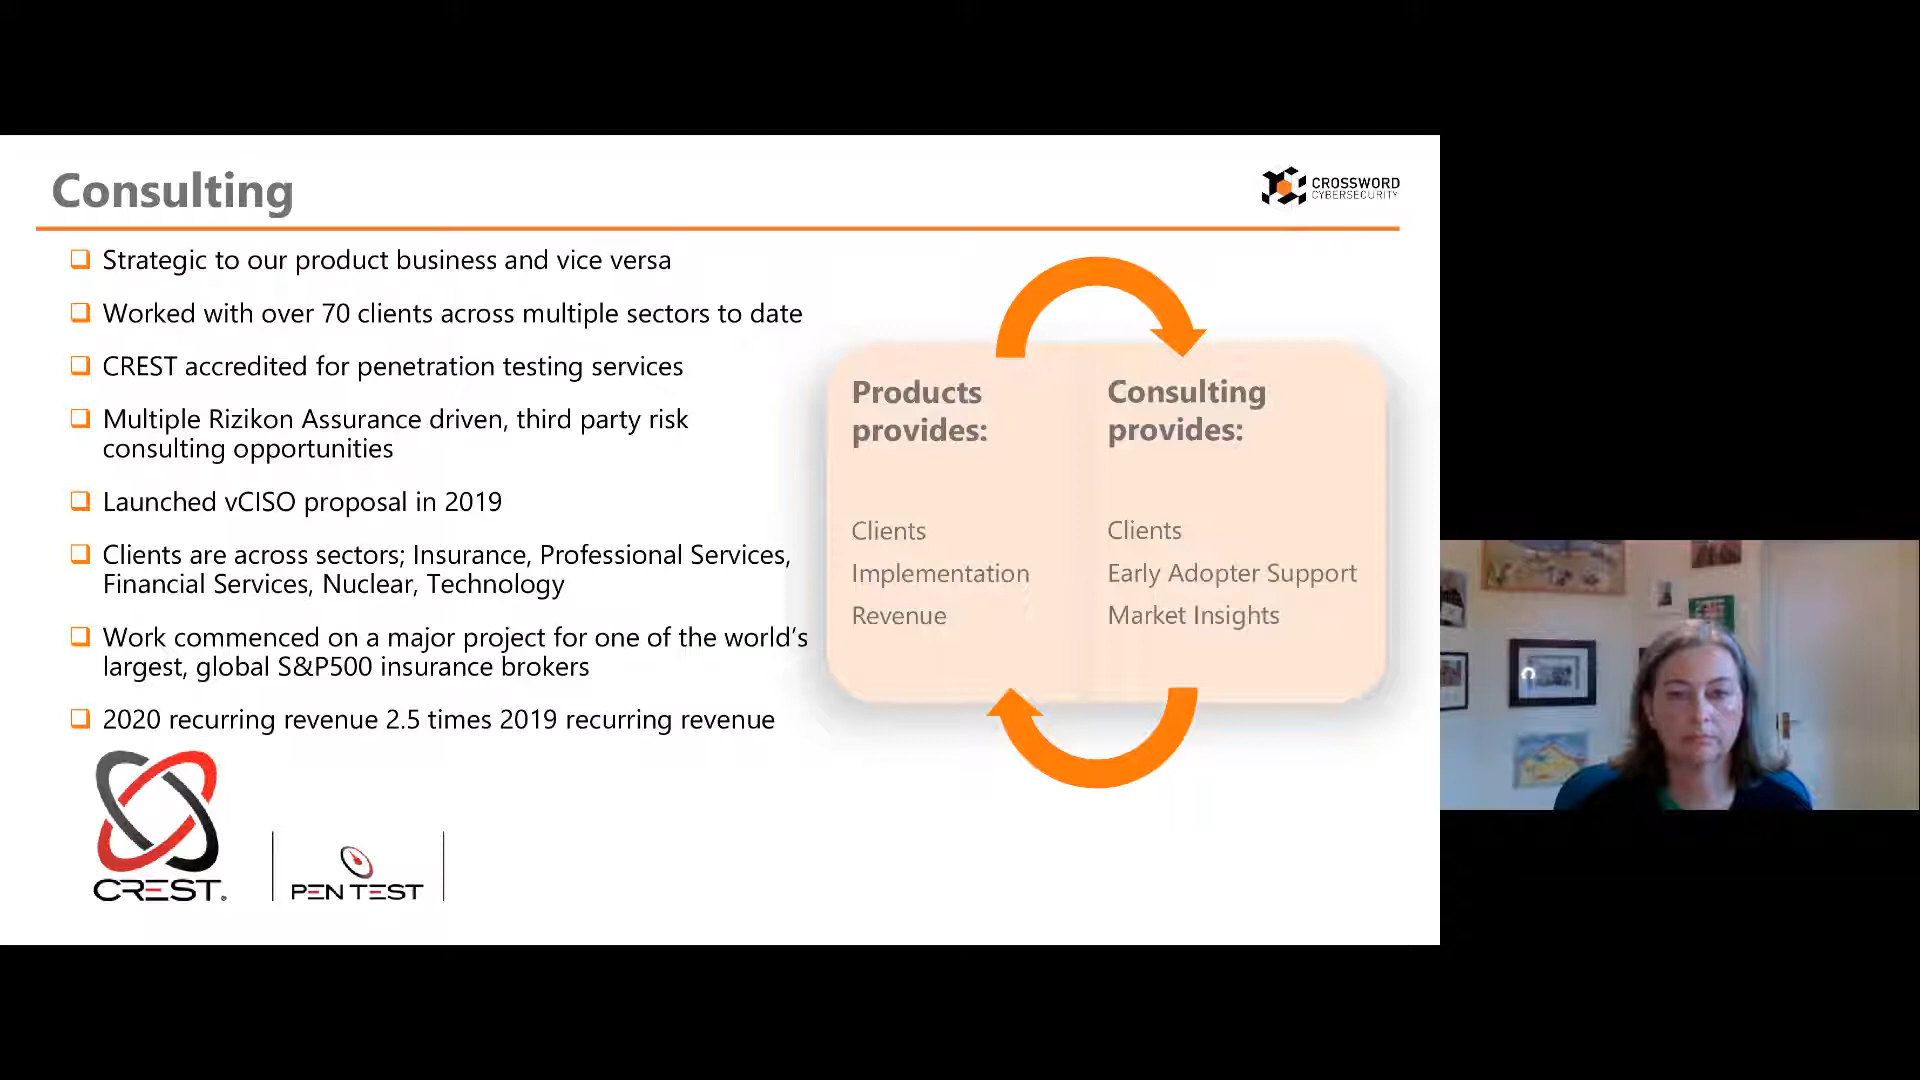 Consulting
CROSSWORD
CYBERSECURITY
Strategic to our product business and vice versa
Worked with over 70 clients across multiple sectors to date
CREST accredited for penetration testing services
Multiple Rizikon Assurance driven, third party risk
consulting opportunities
Launched vCISO proposal in 2019
Clients are across sectors; Insurance, Professional Services,
Financial Services, Nuclear, Technology
Work commenced on a major project for one of the world's
largest, global S&P500 insurance brokers
2020 recurring revenue 2.5 times 2019 recurring revenue
Products
provides:
Clients
Implementation
Revenue
Consulting
provides:
Clients
Early Adopter Support
Market Insights
CREST®
PEN TEST